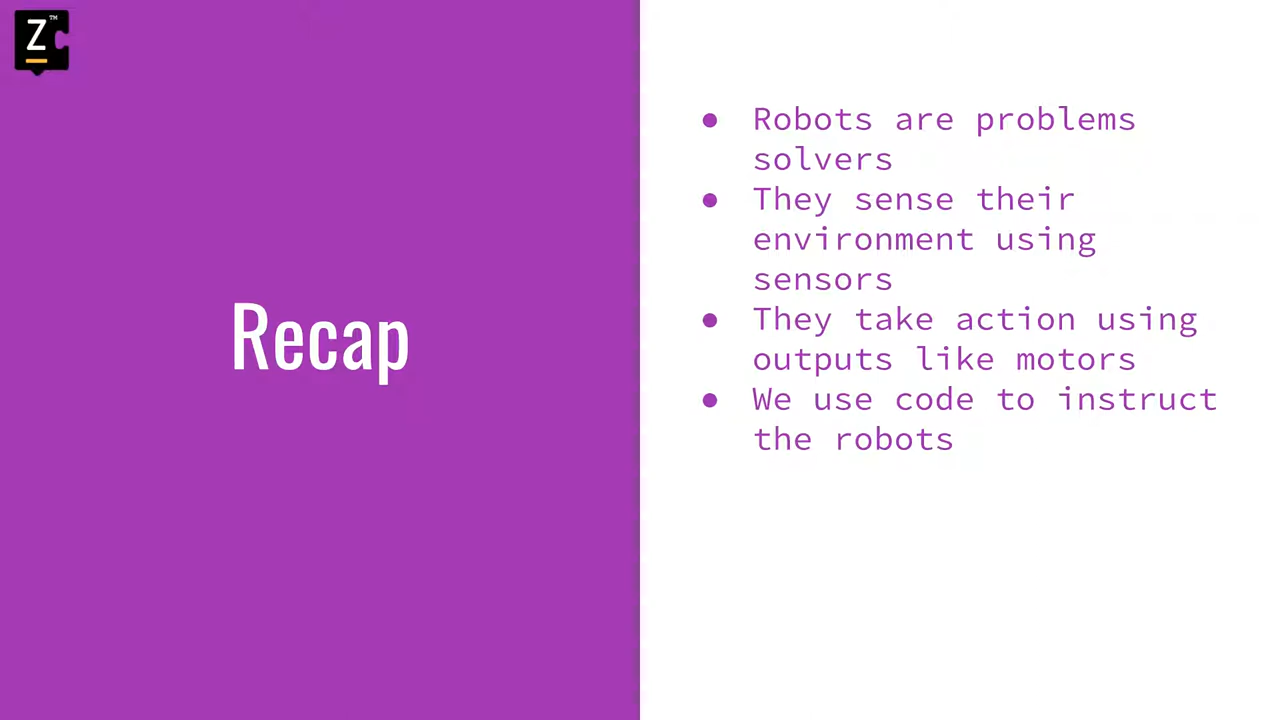 Z™
Recap
● Robots are problems
solvers
● They sense their
environment using
sensors
● They take action using
outputs like motors
● We use code to instruct
the robots